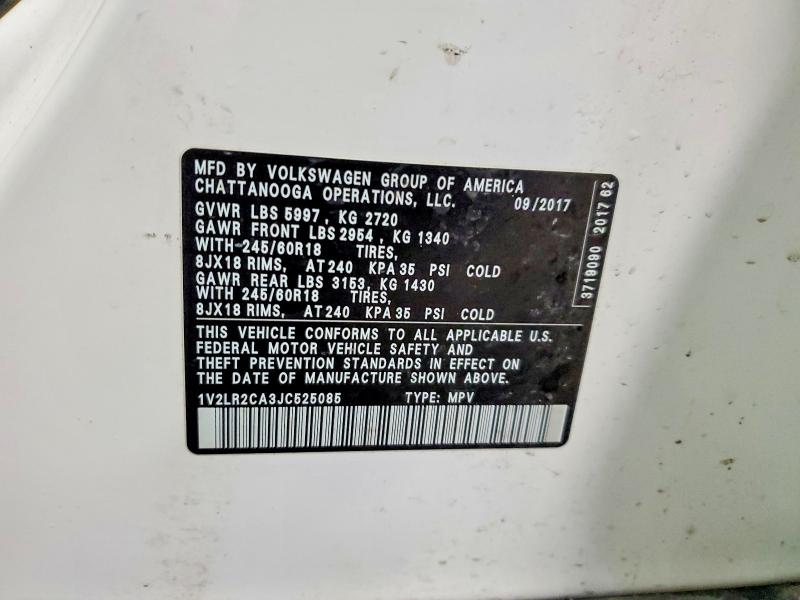 MFD BY VOLKSWAGEN GROUP OF AMERICA
CHATTANOOGA OPERATIONS, LLC. 09/2017
GVWR LBS 5997, KG 2720
GAWR FRONT LBS 2954, KG 1340
WITH 245/60R18 TIRES,
8JX18 RIMS, AT 240 KPA 35 PSI COLD
GAWR REAR LBS 3153, KG 1430
WITH 245/60R18 TIRES,
8JX18 RIMS, AT 240 KPA 35 PSI COLD
THIS VEHICLE CONFORMS TO ALL APPLICABLE U.S.
FEDERAL MOTOR VEHICLE SAFETY AND
THEFT PREVENTION STANDARDS IN EFFECT ON
THE DATE OF MANUFACTURE SHOWN ABOVE.
1V2LR2CA3JC525085 TYPE: MPV
3719090 2017 62